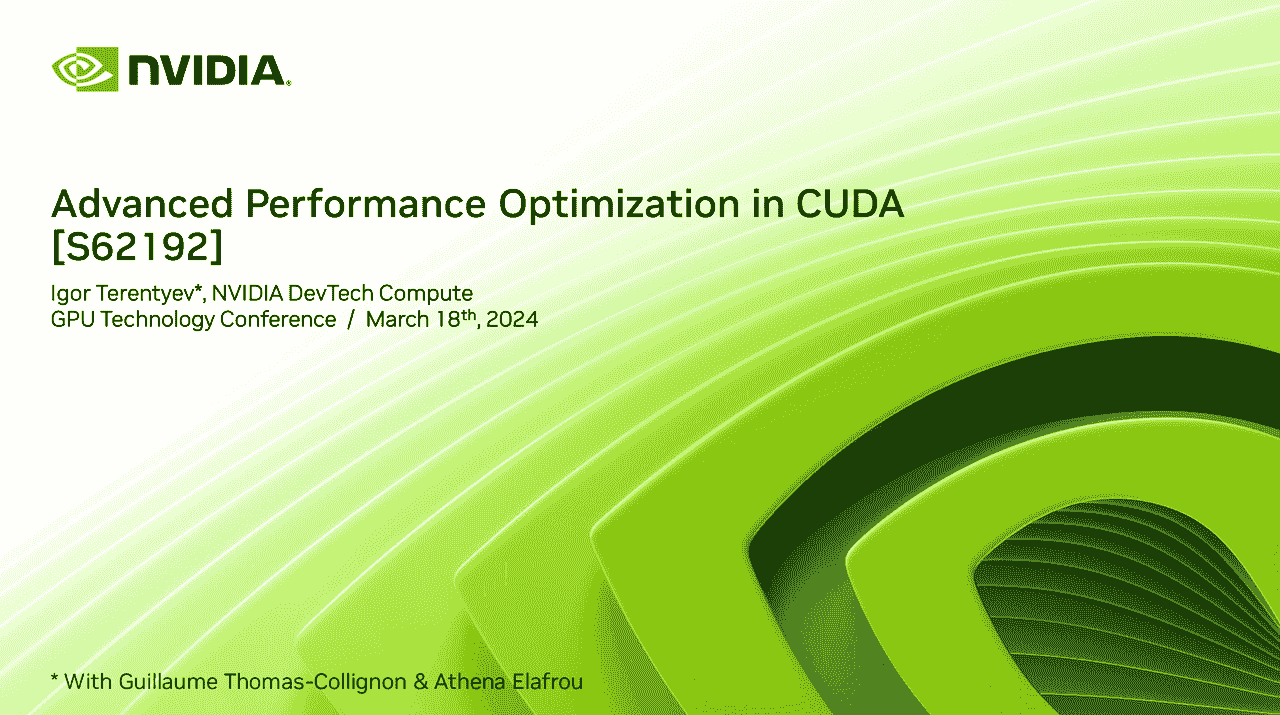 NVIDIA.
Advanced Performance Optimization in CUDA
[S62192]
Igor Terentyev*, NVIDIA DevTech Compute
GPU Technology Conference / March 18th, 2024
* With Guillaume Thomas-Collignon & Athena Elafrou